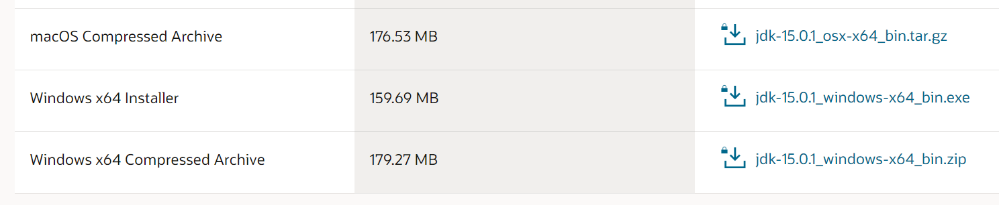 macOS Compressed Archive 176.53 MB jdk-15.0.1_osx-x64_bin.tar.gz
Windows x64 Installer 159.69 MB jdk-15.0.1_windows-x64_bin.exe
Windows x64 Compressed Archive 179.27 MB jdk-15.0.1_windows-x64_bin.zip